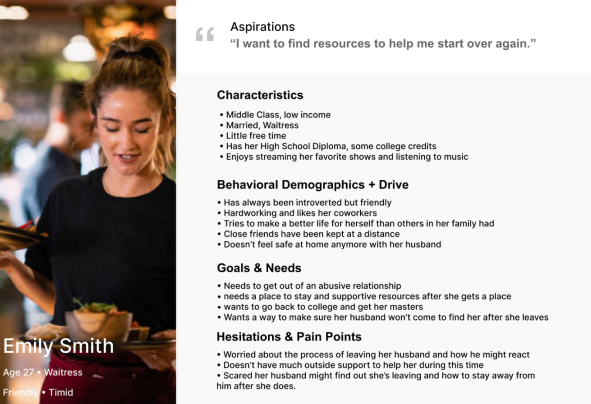 “
Aspirations
“I want to find resources to help me start over again.”
Characteristics
• Middle Class, low income
• Married, Waitress
• Little free time
• Has her High School Diploma, some college credits
• Enjoys streaming her favorite shows and listening to music
Behavioral Demographics + Drive
• Has always been introverted but friendly
• Hardworking and likes her coworkers
• Tries to make a better life for herself than others in her family had
• Close friends have been kept at a distance
• Doesn’t feel safe at home anymore with her husband
Goals & Needs
• Needs to get out of an abusive relationship
• needs a place to stay and supportive resources after she gets a place
• wants to go back to college and get her masters
• Wants a way to make sure her husband won’t come to find her after she leaves
Hesitations & Pain Points
• Worried about the process of leaving her husband and how he might react
• Doesn’t have much outside support to help her during this time
• Scared her husband might find out she’s leaving and how to stay away from
him after she does.
Emily Smith
Age 27 • Waitress
Friendly • Timid